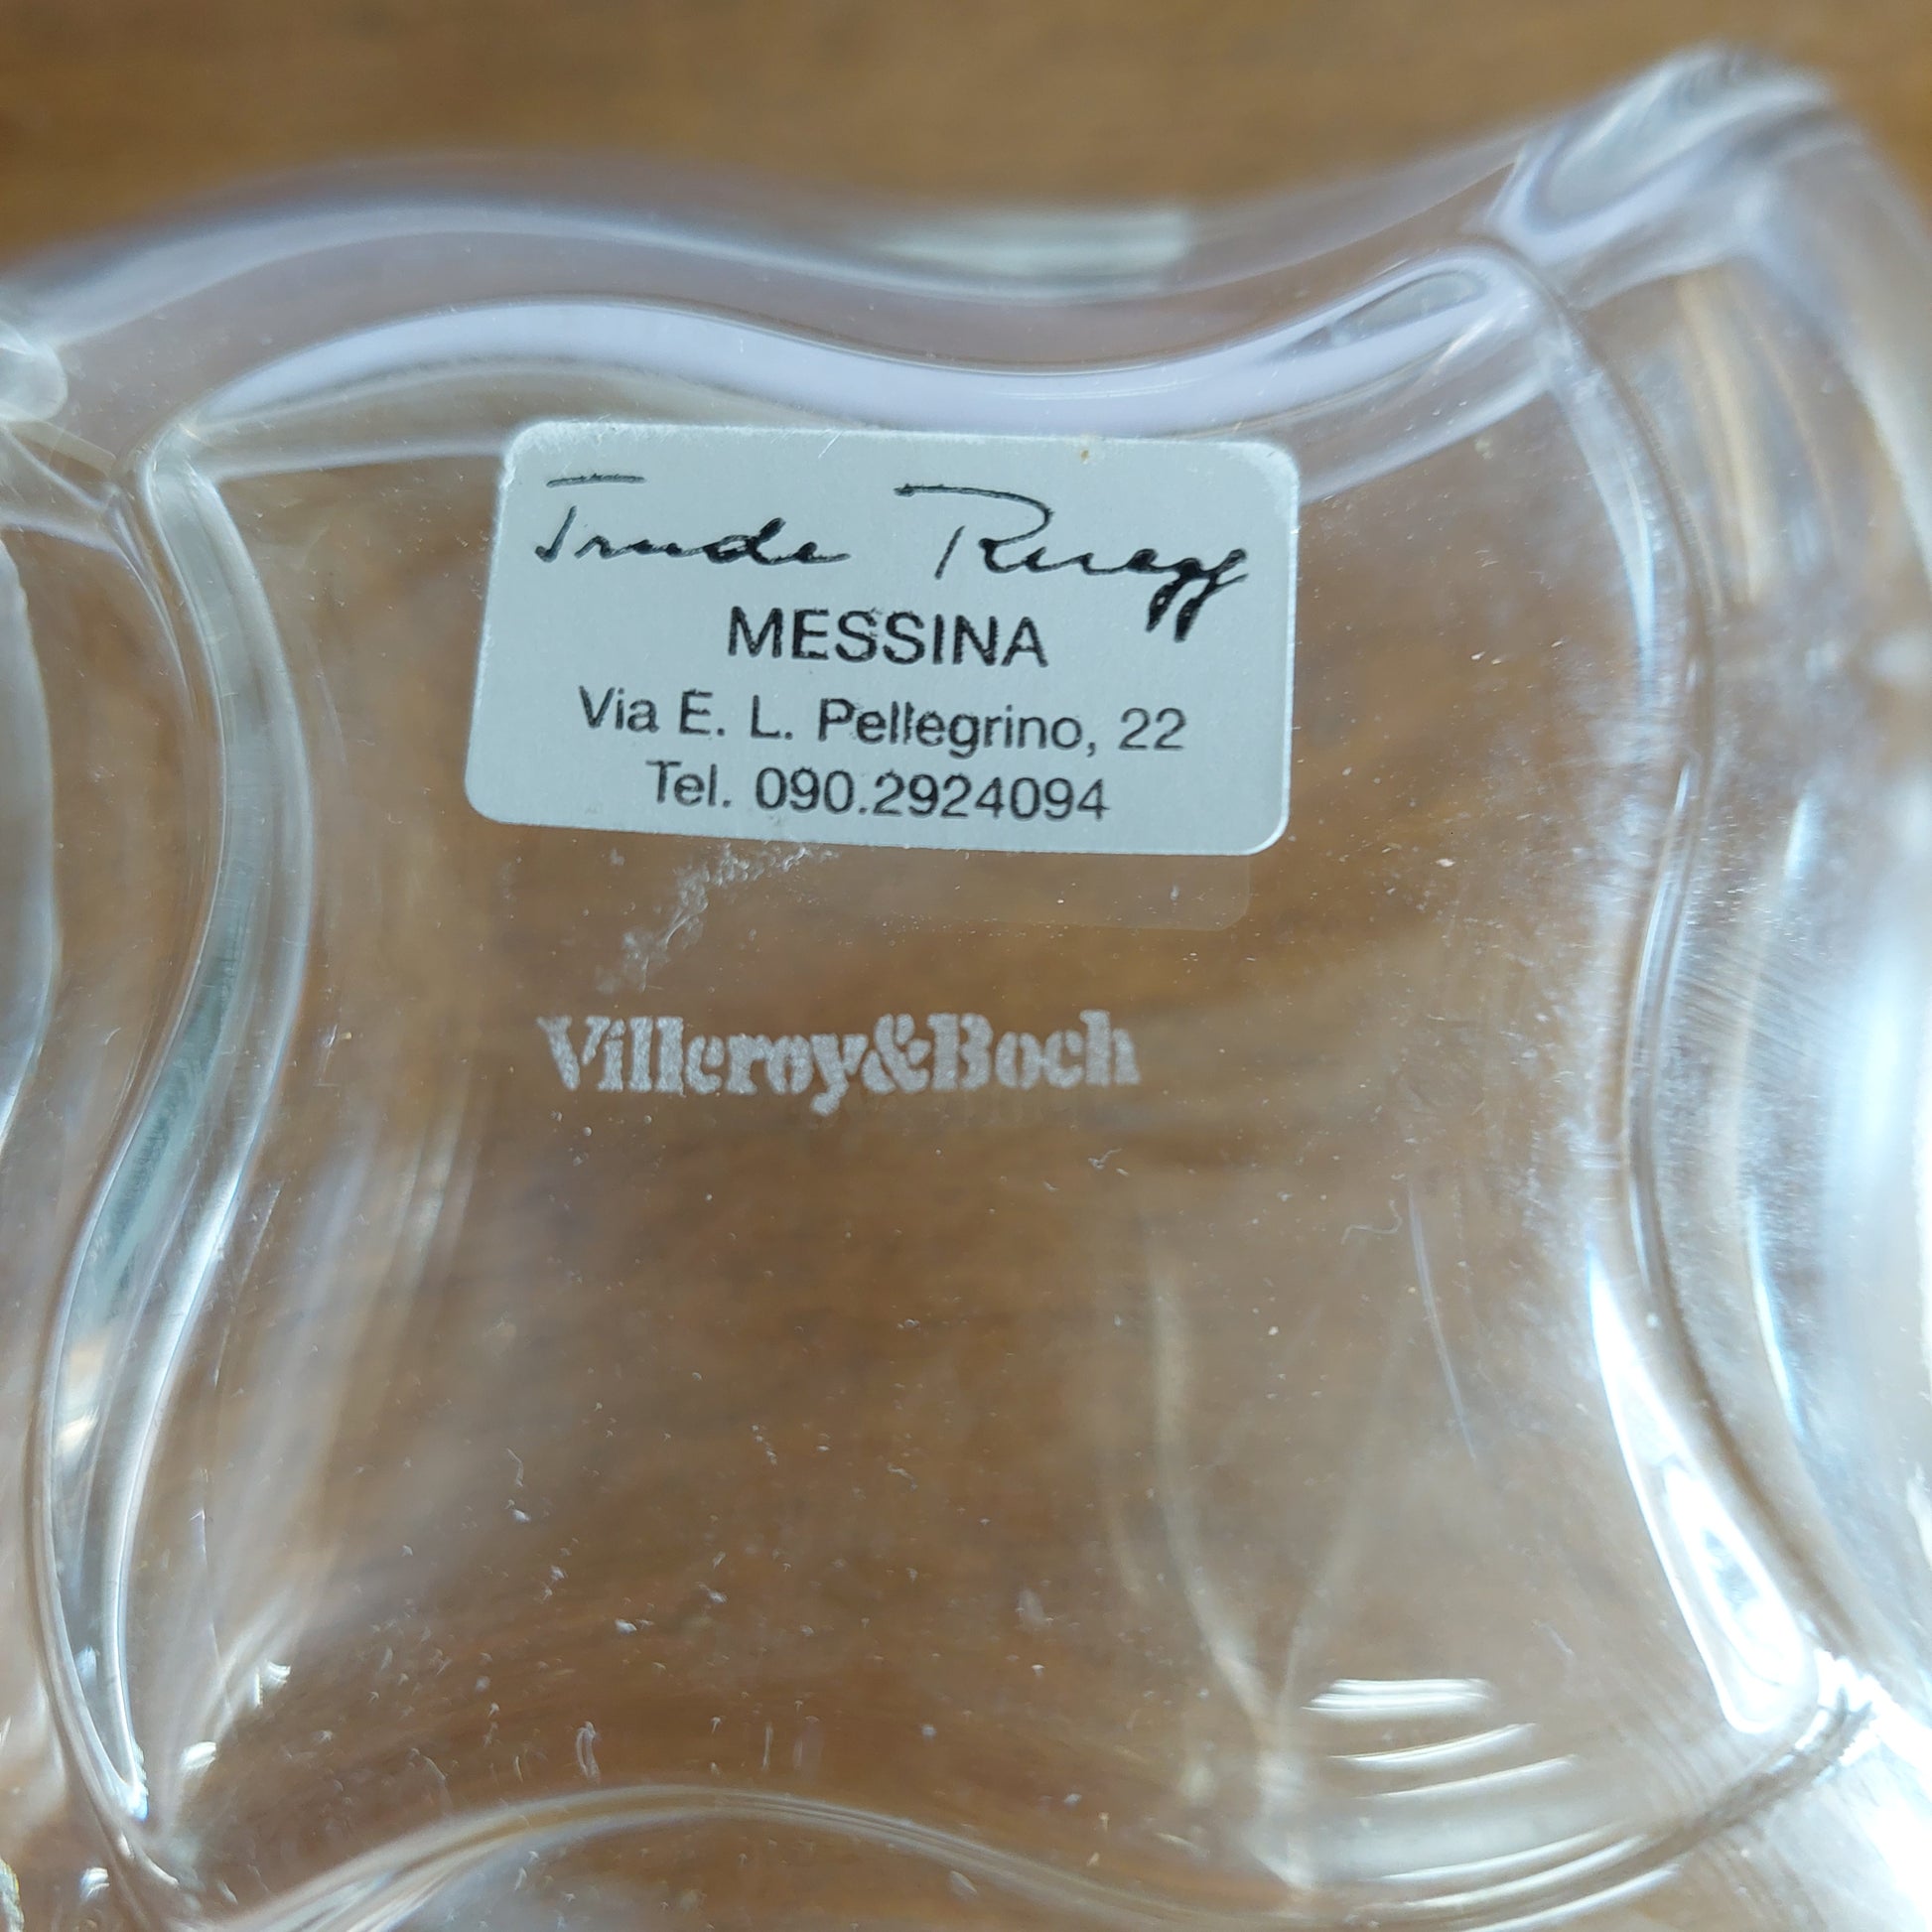 Trude Ruegg
MESSINA
Via E. L. Pellegrino, 22
Tel. 090.2924094
Villeroy&Boch